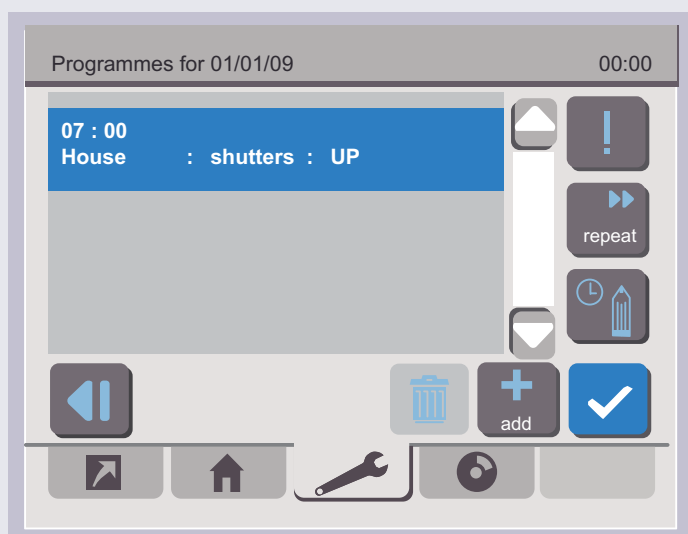 Programmes for 01/01/09 00:00
07 : 00
House : shutters : UP
repeat
add